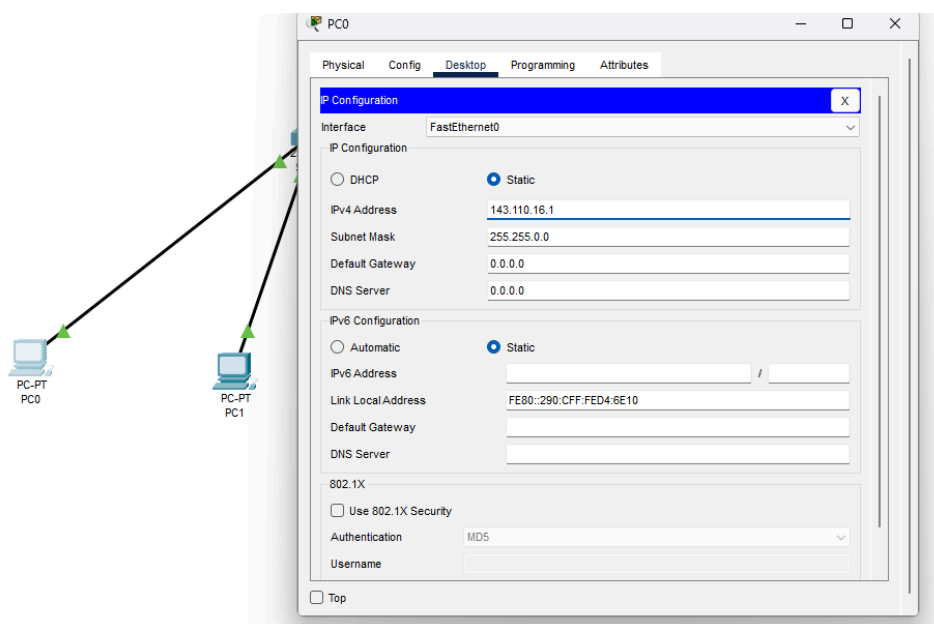 PC0
Physical Config Desktop Programming Attributes
IP Configuration X
Interface FastEthernet0
IP Configuration
DHCP Static
IPv4 Address 143.110.16.1
Subnet Mask 255.255.0.0
Default Gateway 0.0.0.0
DNS Server 0.0.0.0
IPv6 Configuration
Automatic Static
IPv6 Address /
Link Local Address FE80::290:CFF:FED4:6E10
Default Gateway
DNS Server
802.1X
Use 802.1X Security
Authentication MD5
Username
Top
PC-PT
PC0
PC-PT
PC1